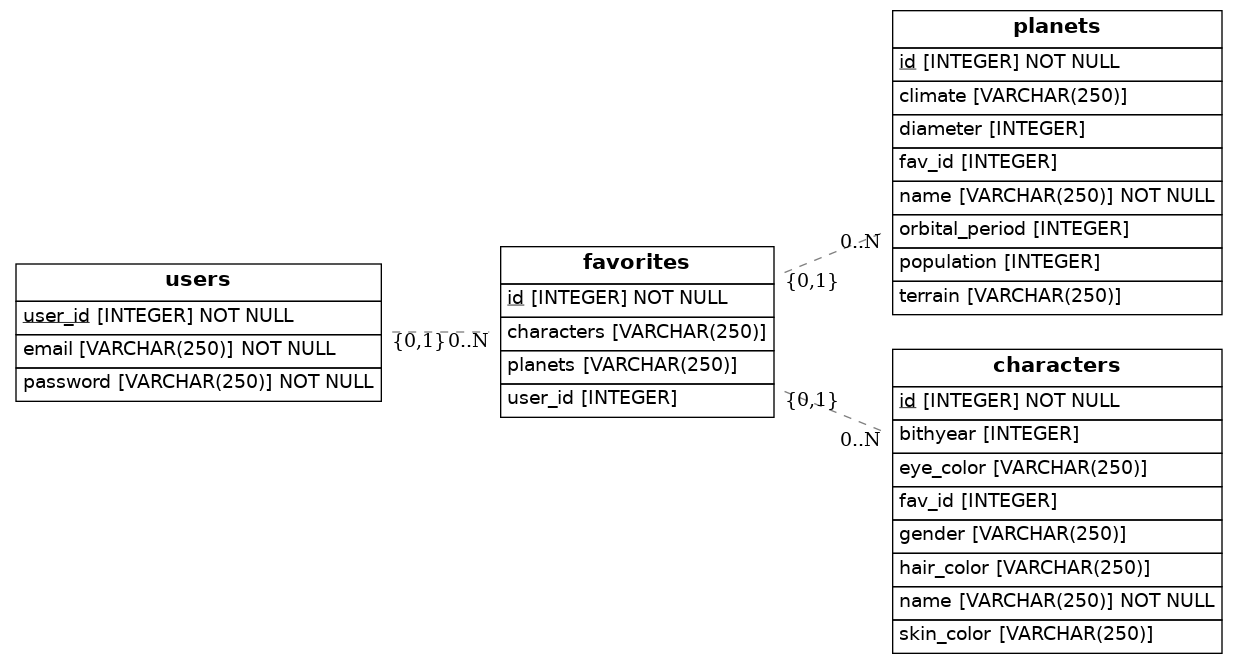 users
user_id [INTEGER] NOT NULL
email [VARCHAR(250)] NOT NULL
password [VARCHAR(250)] NOT NULL
{0,1}
0..N
favorites
id [INTEGER] NOT NULL
characters [VARCHAR(250)]
planets [VARCHAR(250)]
user_id [INTEGER]
0..N
{0,1}
{0,1}
0..N
planets
id [INTEGER] NOT NULL
climate [VARCHAR(250)]
diameter [INTEGER]
fav_id [INTEGER]
name [VARCHAR(250)] NOT NULL
orbital_period [INTEGER]
population [INTEGER]
terrain [VARCHAR(250)]
characters
id [INTEGER] NOT NULL
bithyear [INTEGER]
eye_color [VARCHAR(250)]
fav_id [INTEGER]
gender [VARCHAR(250)]
hair_color [VARCHAR(250)]
name [VARCHAR(250)] NOT NULL
skin_color [VARCHAR(250)]